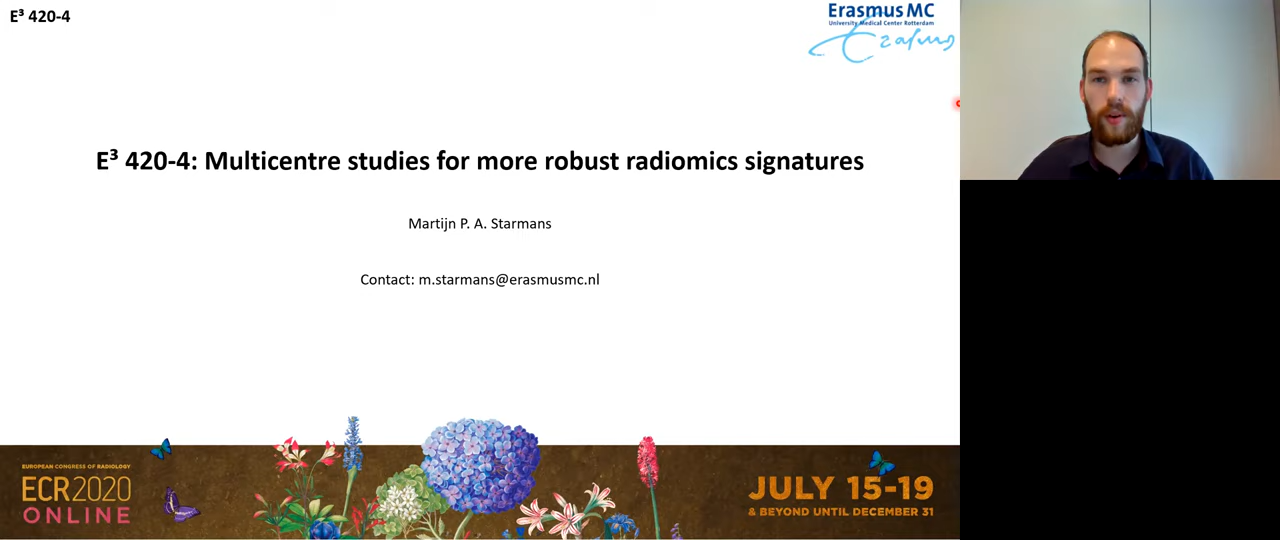 E³ 420-4
Erasmus MC
University Medical Center Rotterdam
Erasmus
E³ 420-4: Multicentre studies for more robust radiomics signatures
Martijn P. A. Starmans
Contact: m.starmans@erasmusmc.nl
EUROPEAN CONGRESS OF RADIOLOGY
ECR2020
ONLINE
JULY 15-19
& BEYOND UNTIL DECEMBER 31